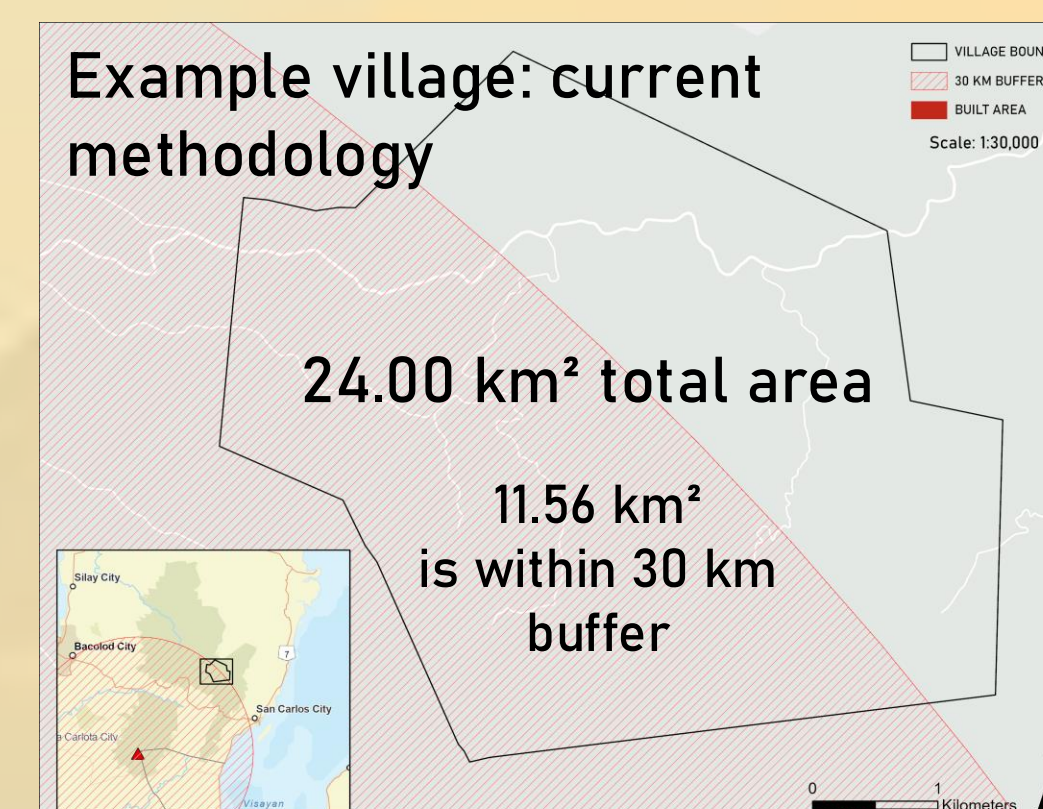 Example village: current
methodology
VILLAGE BOUN
30 KM BUFFER
BUILT AREA
Scale: 1:30,000
24.00 km² total area
11.56 km²
is within 30 km
buffer
Silay City
Bacolod City
7
San Carlos City
a Carlota City
Visayan
0 1
Kilometers